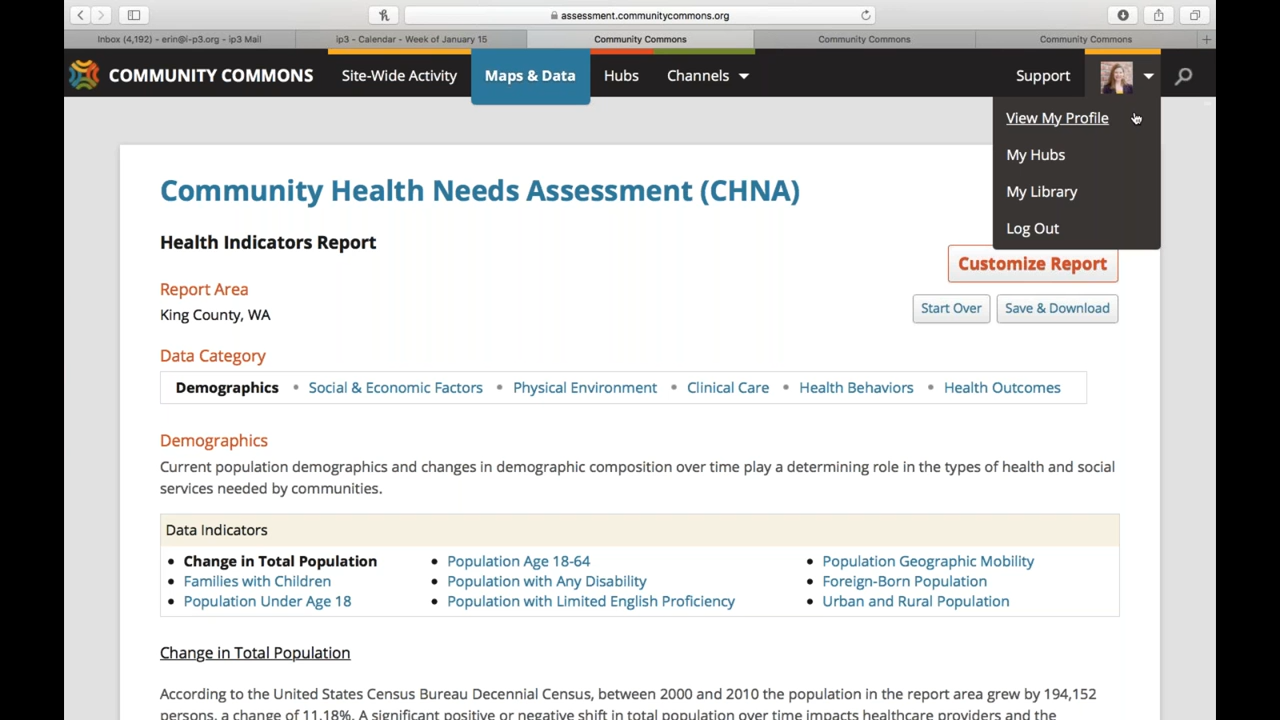 assessment.communitycommons.org
Inbox (4,192) - erin@i-p3.org - ip3 Mail
ip3 - Calendar - Week of January 15
Community Commons
Community Commons
Community Commons
COMMUNITY COMMONS
Site-Wide Activity
Maps & Data
Hubs
Channels
Support
View My Profile
My Hubs
My Library
Log Out
Community Health Needs Assessment (CHNA)
Health Indicators Report
Customize Report
Report Area
King County, WA
Start Over
Save & Download
Data Category
Demographics • Social & Economic Factors • Physical Environment • Clinical Care • Health Behaviors • Health Outcomes
Demographics
Current population demographics and changes in demographic composition over time play a determining role in the types of health and social
services needed by communities.
Data Indicators
• Change in Total Population
• Families with Children
• Population Under Age 18
• Population Age 18-64
• Population with Any Disability
• Population with Limited English Proficiency
• Population Geographic Mobility
• Foreign-Born Population
• Urban and Rural Population
Change in Total Population
According to the United States Census Bureau Decennial Census, between 2000 and 2010 the population in the report area grew by 194,152
persons, a change of 11.18%. A significant positive or negative shift in total population over time impacts healthcare providers and the